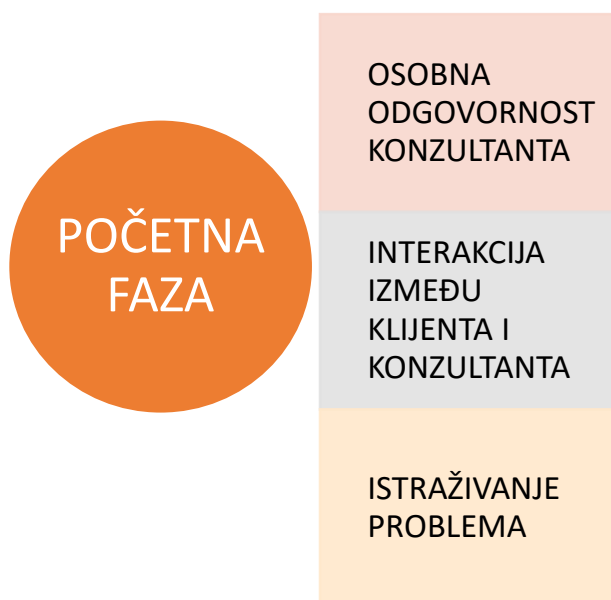 POČETNA
FAZA
OSOBNA
ODGOVORNOST
KONZULTANTA
INTERAKCIJA
IZMEĐU
KLIJENTA I
KONZULTANTA
ISTRAŽIVANJE
PROBLEMA